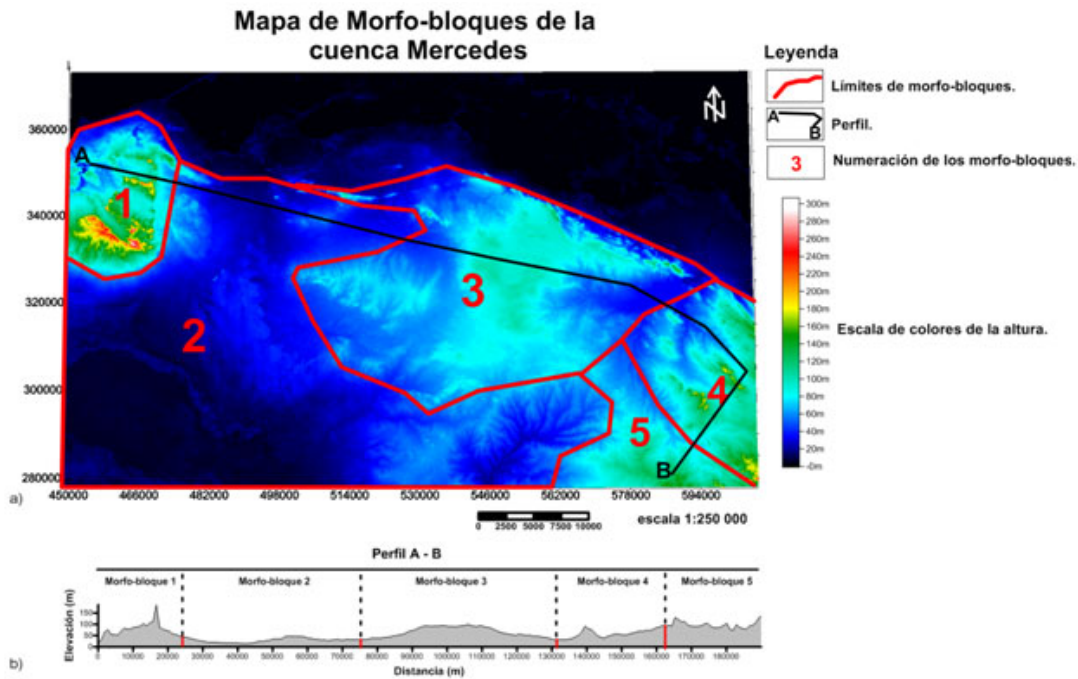 Mapa de Morfo-bloques de la
cuenca Mercedes
Leyenda
Límites de morfo-bloques.
A B Perfil.
3 Numeración de los morfo-bloques.
300m
280m
260m
240m
220m
200m
180m
160m
140m
120m
100m
80m
60m
40m
20m
-0m
Escala de colores de la altura.
N
360000
340000
320000
300000
280000
A
1
2
3
4
5
B
450000 466000 482000 498000 514000 530000 546000 562000 578000 594000
a)
0 2500 5000 7500 10000
escala 1:250 000
Perfil A - B
Morfo-bloque 1 Morfo-bloque 2 Morfo-bloque 3 Morfo-bloque 4 Morfo-bloque 5
Elevación (m)
150
100
50
0
0 10000 20000 30000 40000 50000 60000 70000 80000 90000 100000 110000 120000 130000 140000 150000 160000 170000 180000
Distancia (m)
b)